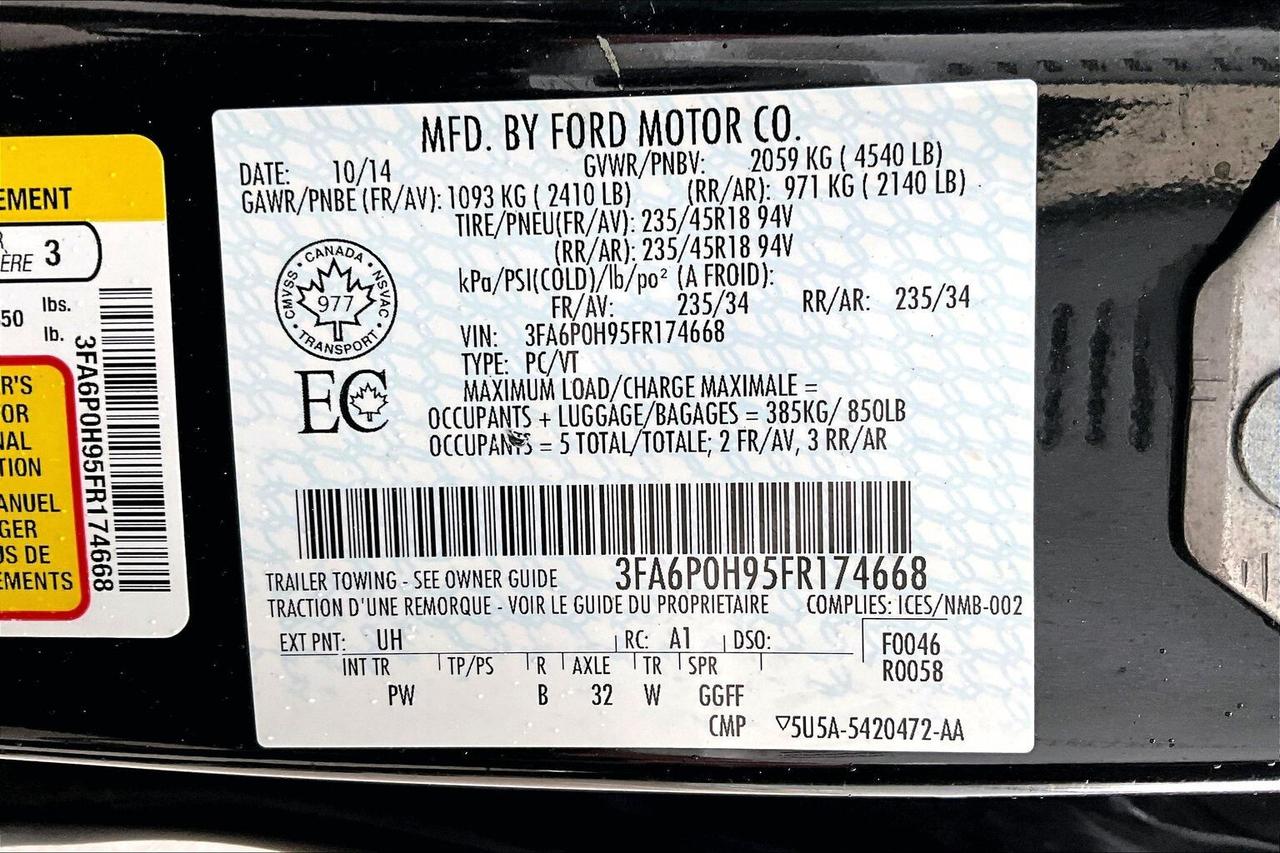 EMENT
ÈRE 3
50 lbs.
lb.
R'S
FOR
NAL
TION
ANUEL
GER
US DE
EMENTS
3FA6P0H95FR174668
MFD. BY FORD MOTOR CO.
DATE: 10/14 GVWR/PNBV: 2059 KG ( 4540 LB)
GAWR/PNBE (FR/AV): 1093 KG ( 2410 LB) (RR/AR): 971 KG ( 2140 LB)
TIRE/PNEU(FR/AV): 235/45R18 94V
(RR/AR): 235/45R18 94V
kPa/PSI(COLD)/lb/po² (A FROID):
FR/AV: 235/34 RR/AR: 235/34
VIN: 3FA6P0H95FR174668
TYPE: PC/VT
MAXIMUM LOAD/CHARGE MAXIMALE =
OCCUPANTS + LUGGAGE/BAGAGES = 385KG/ 850LB
OCCUPANTS = 5 TOTAL/TOTALE; 2 FR/AV, 3 RR/AR
CANADA • NSVAC • TRANSPORT • CMVSS •
977
EC
3FA6P0H95FR174668
TRAILER TOWING - SEE OWNER GUIDE
TRACTION D'UNE REMORQUE - VOIR LE GUIDE DU PROPRIETAIRE COMPLIES: ICES/NMB-002
EXT PNT: UH RC: A1 DSO: F0046
INT TR TP/PS R AXLE TR SPR R0058
PW B 32 W GGFF
CMP ▽5U5A-5420472-AA